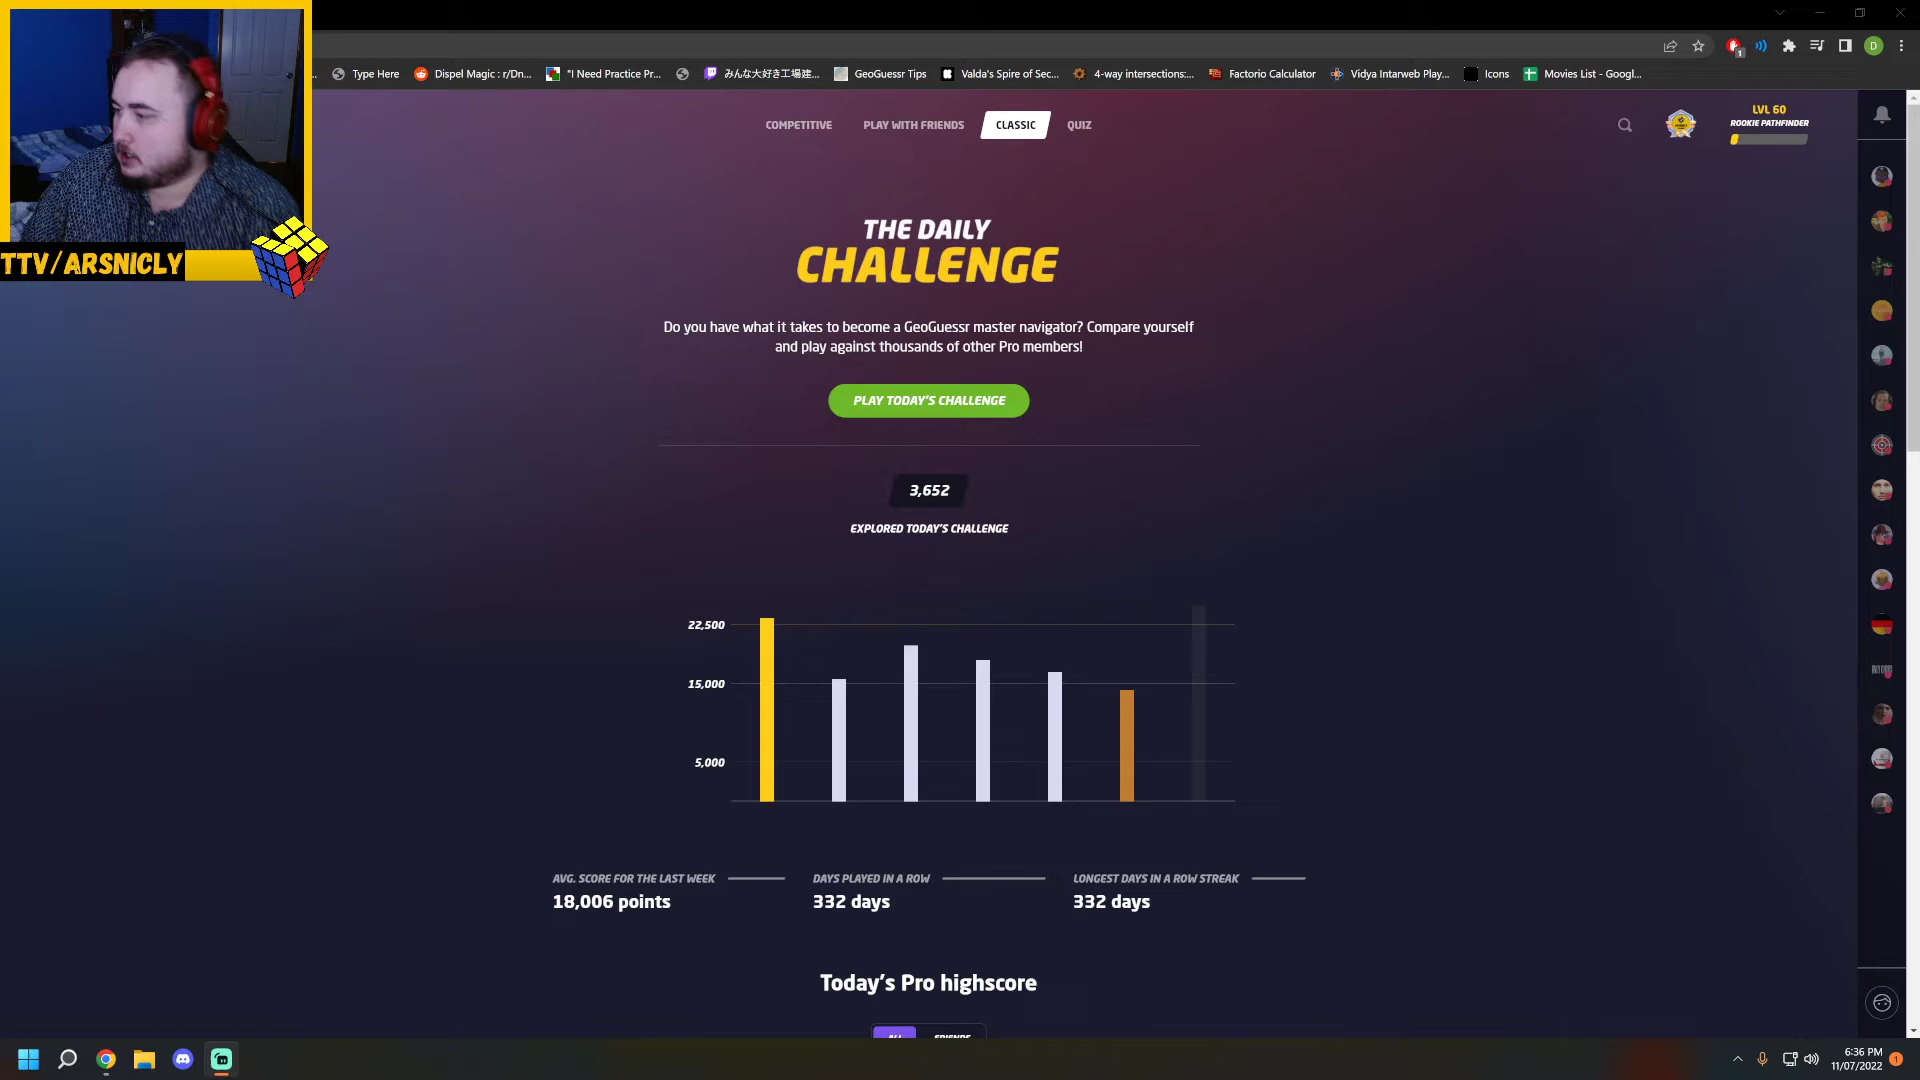 Type Here
Dispel Magic : r/Dn...
"I Need Practice Pr...
みんな大好き工場建...
GeoGuessr Tips
Valda's Spire of Sec...
4-way intersections:...
Factorio Calculator
Vidya Intarweb Play...
Icons
Movies List - Googl...
1
D
COMPETITIVE
PLAY WITH FRIENDS
CLASSIC
QUIZ
LVL 60
ROOKIE PATHFINDER
TTV/ARSNICLY
THE DAILY
CHALLENGE
Do you have what it takes to become a GeoGuessr master navigator? Compare yourself
and play against thousands of other Pro members!
PLAY TODAY'S CHALLENGE
3,652
EXPLORED TODAY'S CHALLENGE
22,500
15,000
5,000
AVG. SCORE FOR THE LAST WEEK
18,006 points
DAYS PLAYED IN A ROW
332 days
LONGEST DAYS IN A ROW STREAK
332 days
Today's Pro highscore
ALL
FRIENDS
6:36 PM
11/07/2022
1